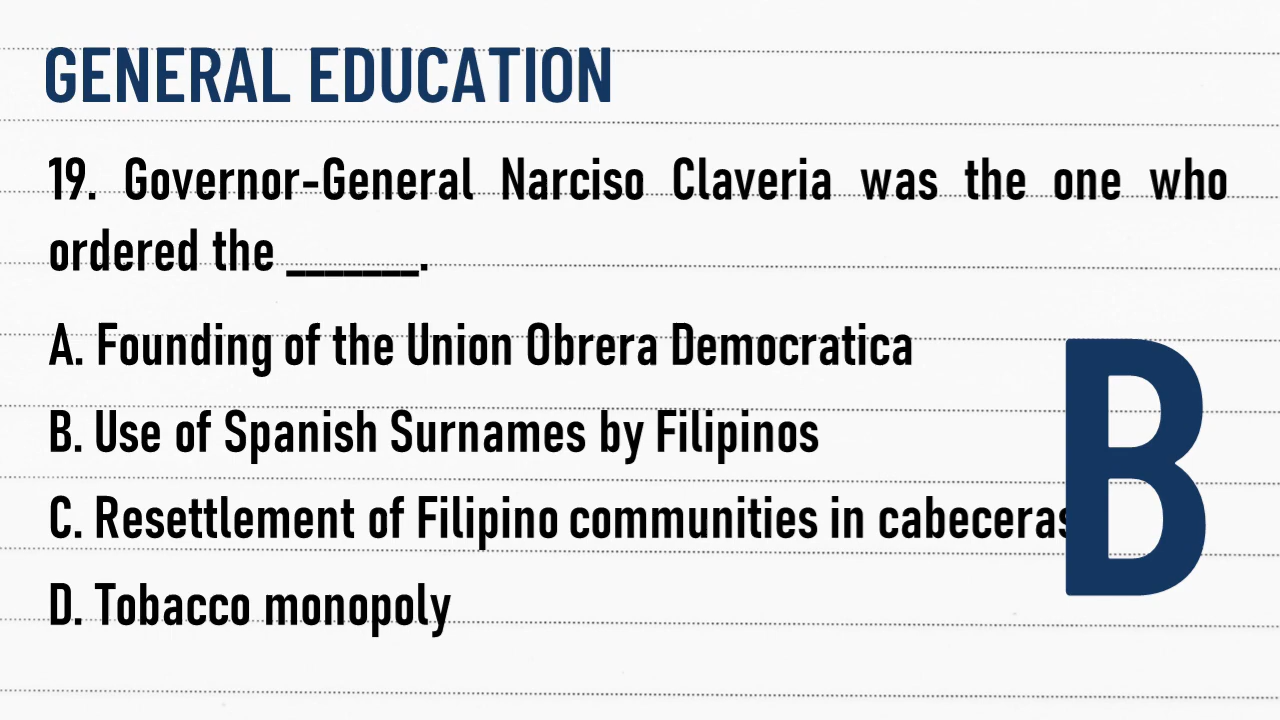 GENERAL EDUCATION
19. Governor-General Narciso Claveria was the one who
ordered the _______.
A. Founding of the Union Obrera Democratica
B. Use of Spanish Surnames by Filipinos
C. Resettlement of Filipino communities in cabeceras
D. Tobacco monopoly
B